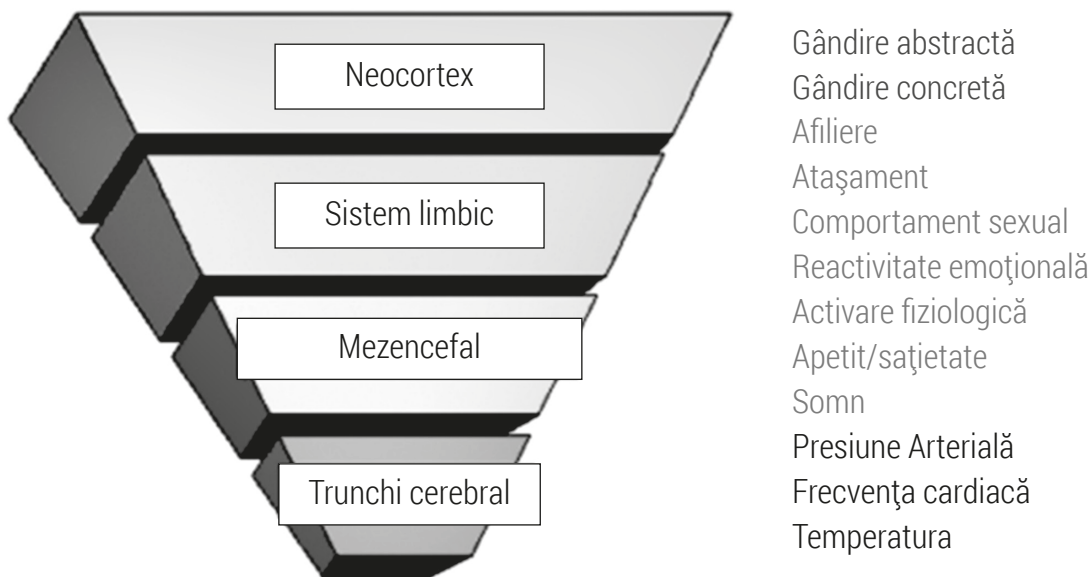 Neocortex
Sistem limbic
Mezencefal
Trunchi cerebral
Gândire abstractă
Gândire concretă
Afiliere
Ataşament
Comportament sexual
Reactivitate emoţională
Activare fiziologică
Apetit/saţietate
Somn
Presiune Arterială
Frecvenţa cardiacă
Temperatura